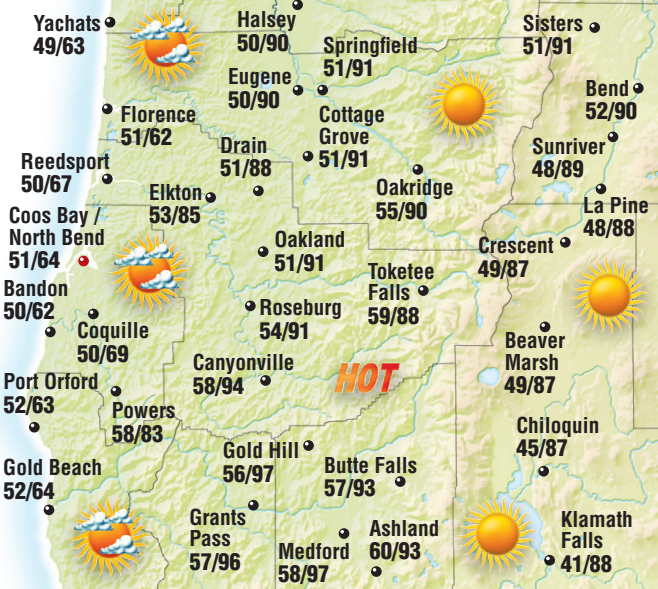 Yachats
49/63
Halsey
50/90
Springfield
51/91
Sisters
51/91
Eugene
50/90
Bend
52/90
Florence
51/62
Cottage
Grove
51/91
Drain
51/88
Sunriver
48/89
Reedsport
50/67
Elkton
53/85
Oakridge
55/90
La Pine
48/88
Coos Bay /
North Bend
51/64
Oakland
51/91
Crescent
49/87
Toketee
Falls
59/88
Bandon
50/62
Roseburg
54/91
Coquille
50/69
Beaver
Marsh
49/87
Canyonville
58/94
HOT
Port Orford
52/63
Powers
58/83
Chiloquin
45/87
Gold Hill
56/97
Butte Falls
57/93
Gold Beach
52/64
Grants
Pass
57/96
Medford
58/97
Ashland
60/93
Klamath
Falls
41/88